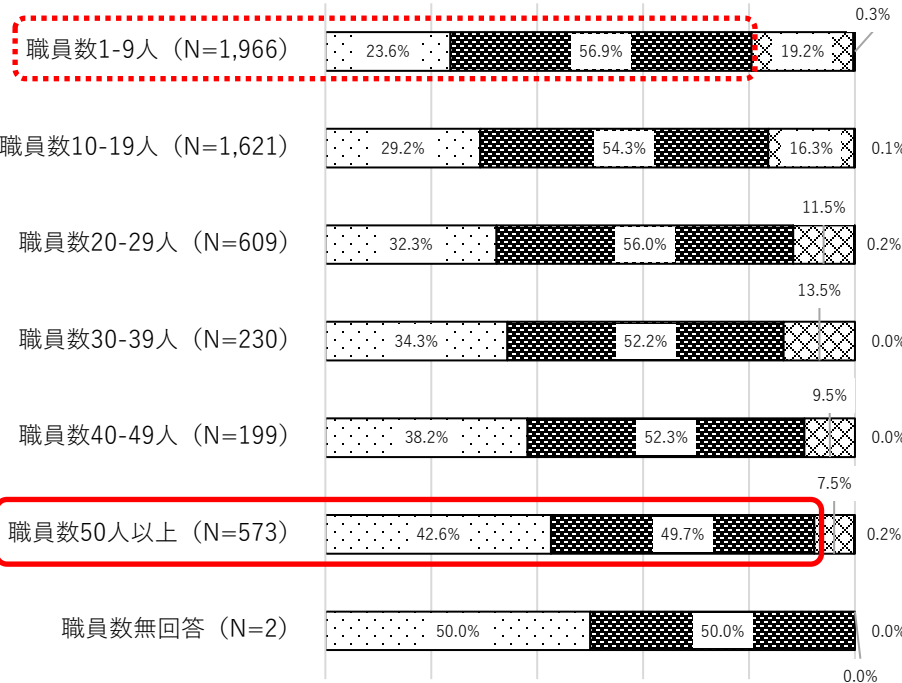 0.3%
職員数1-9人（N=1,966） 23.6% 56.9% 19.2%
職員数10-19人（N=1,621） 29.2% 54.3% 16.3% 0.1%
11.5%
職員数20-29人（N=609） 32.3% 56.0% 0.2%
13.5%
職員数30-39人（N=230） 34.3% 52.2% 0.0%
9.5%
職員数40-49人（N=199） 38.2% 52.3% 0.0%
7.5%
職員数50人以上（N=573） 42.6% 49.7% 0.2%
職員数無回答（N=2） 50.0% 50.0% 0.0%
0.0%